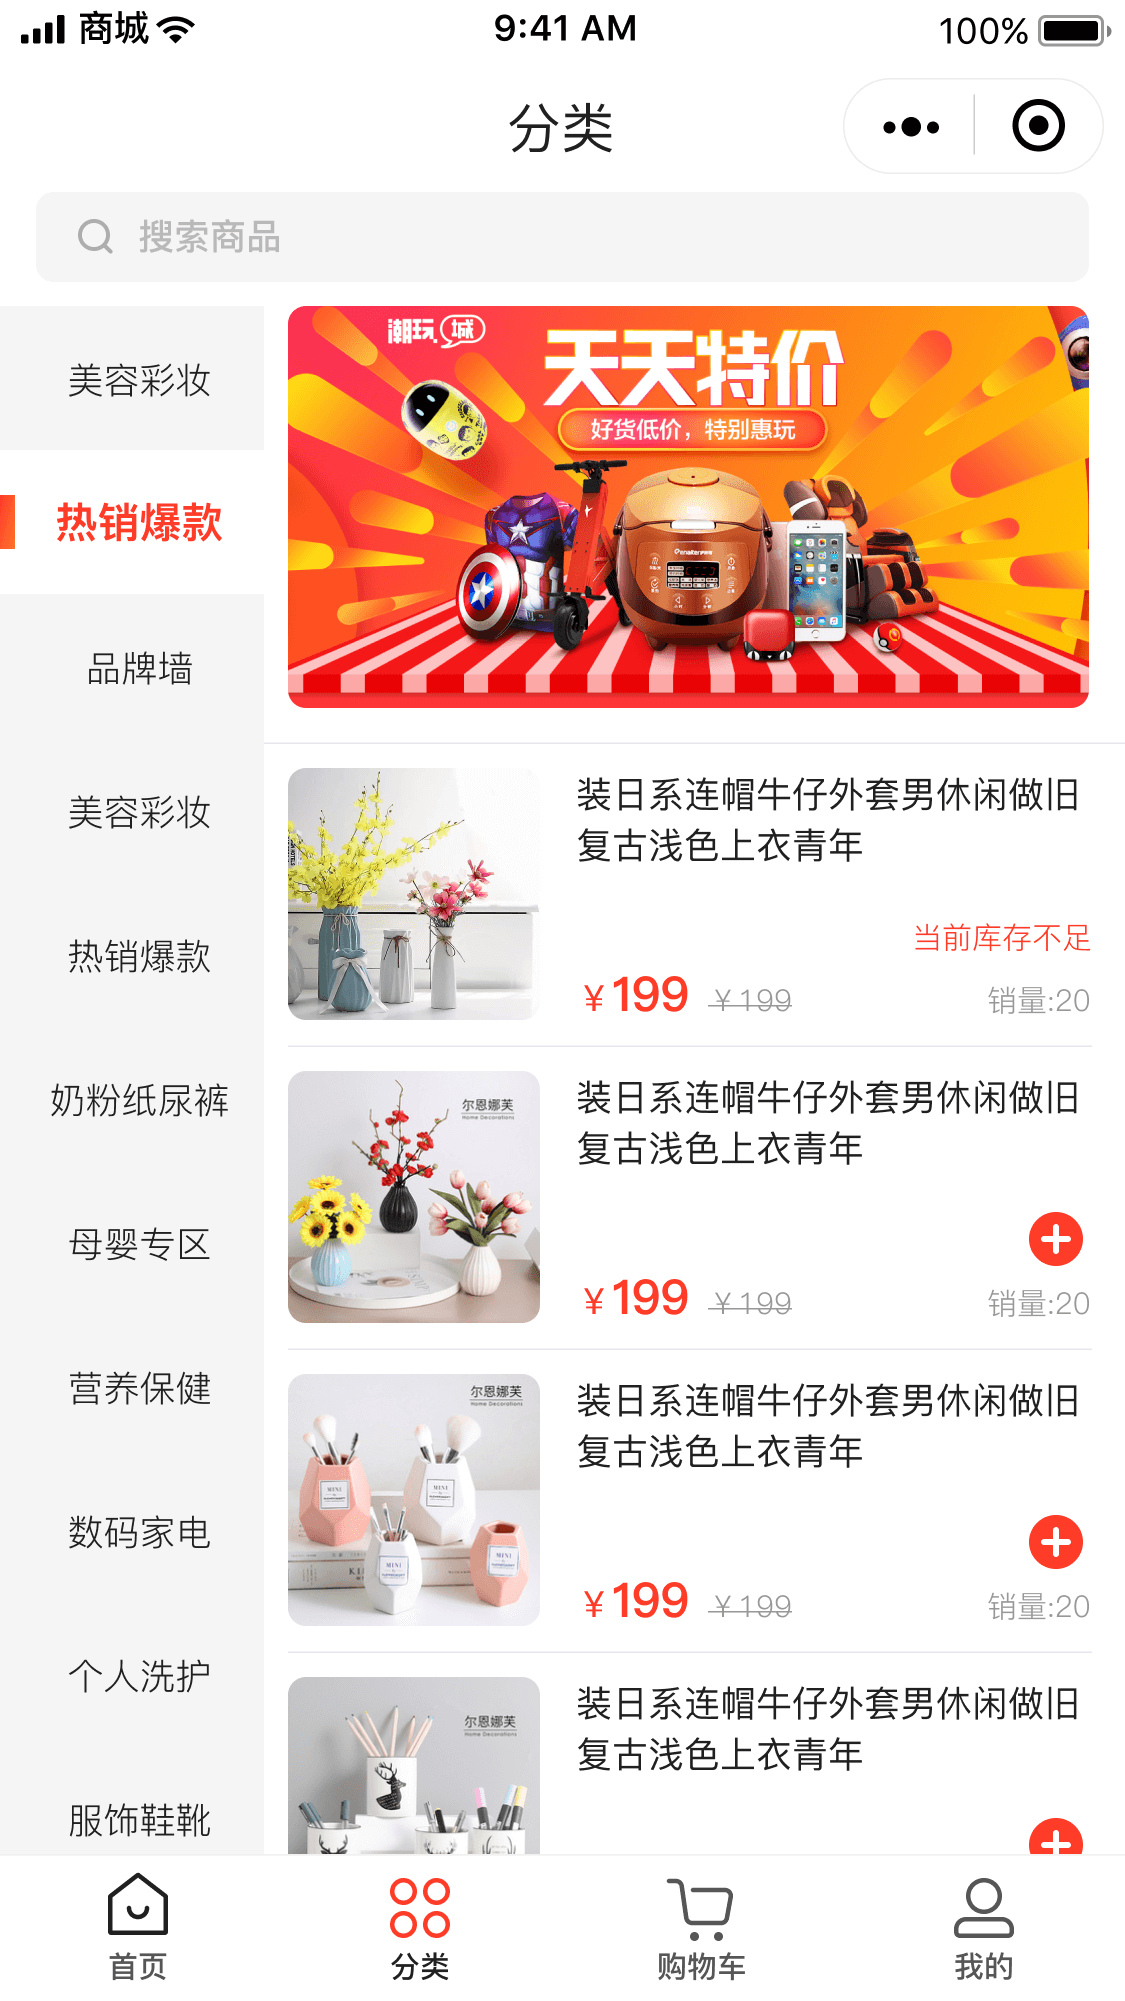 商城
9:41 AM
100%
分类
搜索商品
美容彩妆
热销爆款
品牌墙
美容彩妆
热销爆款
奶粉纸尿裤
母婴专区
营养保健
数码家电
个人洗护
服饰鞋靴
潮玩城
天天特价
好货低价，特别惠玩
装日系连帽牛仔外套男休闲做旧
复古浅色上衣青年
当前库存不足
¥199 ¥199
销量:20
尔恩娜芙
Home Decorations
装日系连帽牛仔外套男休闲做旧
复古浅色上衣青年
¥199 ¥199
销量:20
尔恩娜芙
Home Decorations
MINI
MINI
MINI
MINI
装日系连帽牛仔外套男休闲做旧
复古浅色上衣青年
¥199 ¥199
销量:20
尔恩娜芙
Home Decorations
装日系连帽牛仔外套男休闲做旧
复古浅色上衣青年
首页
分类
购物车
我的